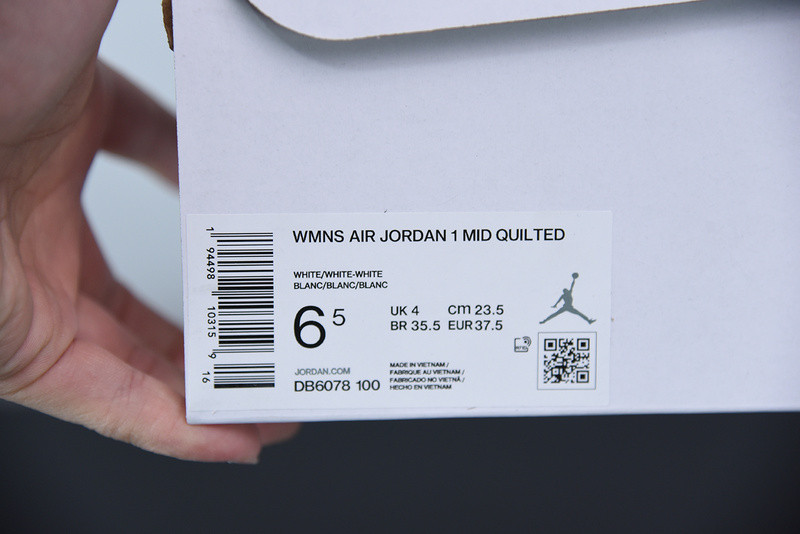 WMNS AIR JORDAN 1 MID QUILTED
WHITE/WHITE-WHITE
BLANC/BLANC/BLANC
6 5
UK 4 cm 23.5
BR 35.5 EUR 37.5
JORDAN.COM
DB6078 100
MADE IN VIETNAM /
FABRIQUE AU VIETNAM /
FABRICADO NO VIETNÃ /
HECHO EN VIETNAM
1 94498 10315 9 16